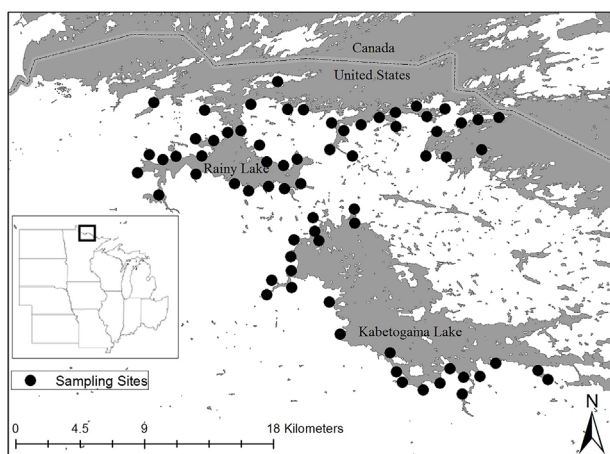 Canada
United States
Rainy Lake
Kabetogama Lake
Sampling Sites
0 4.5 9 18 Kilometers
N